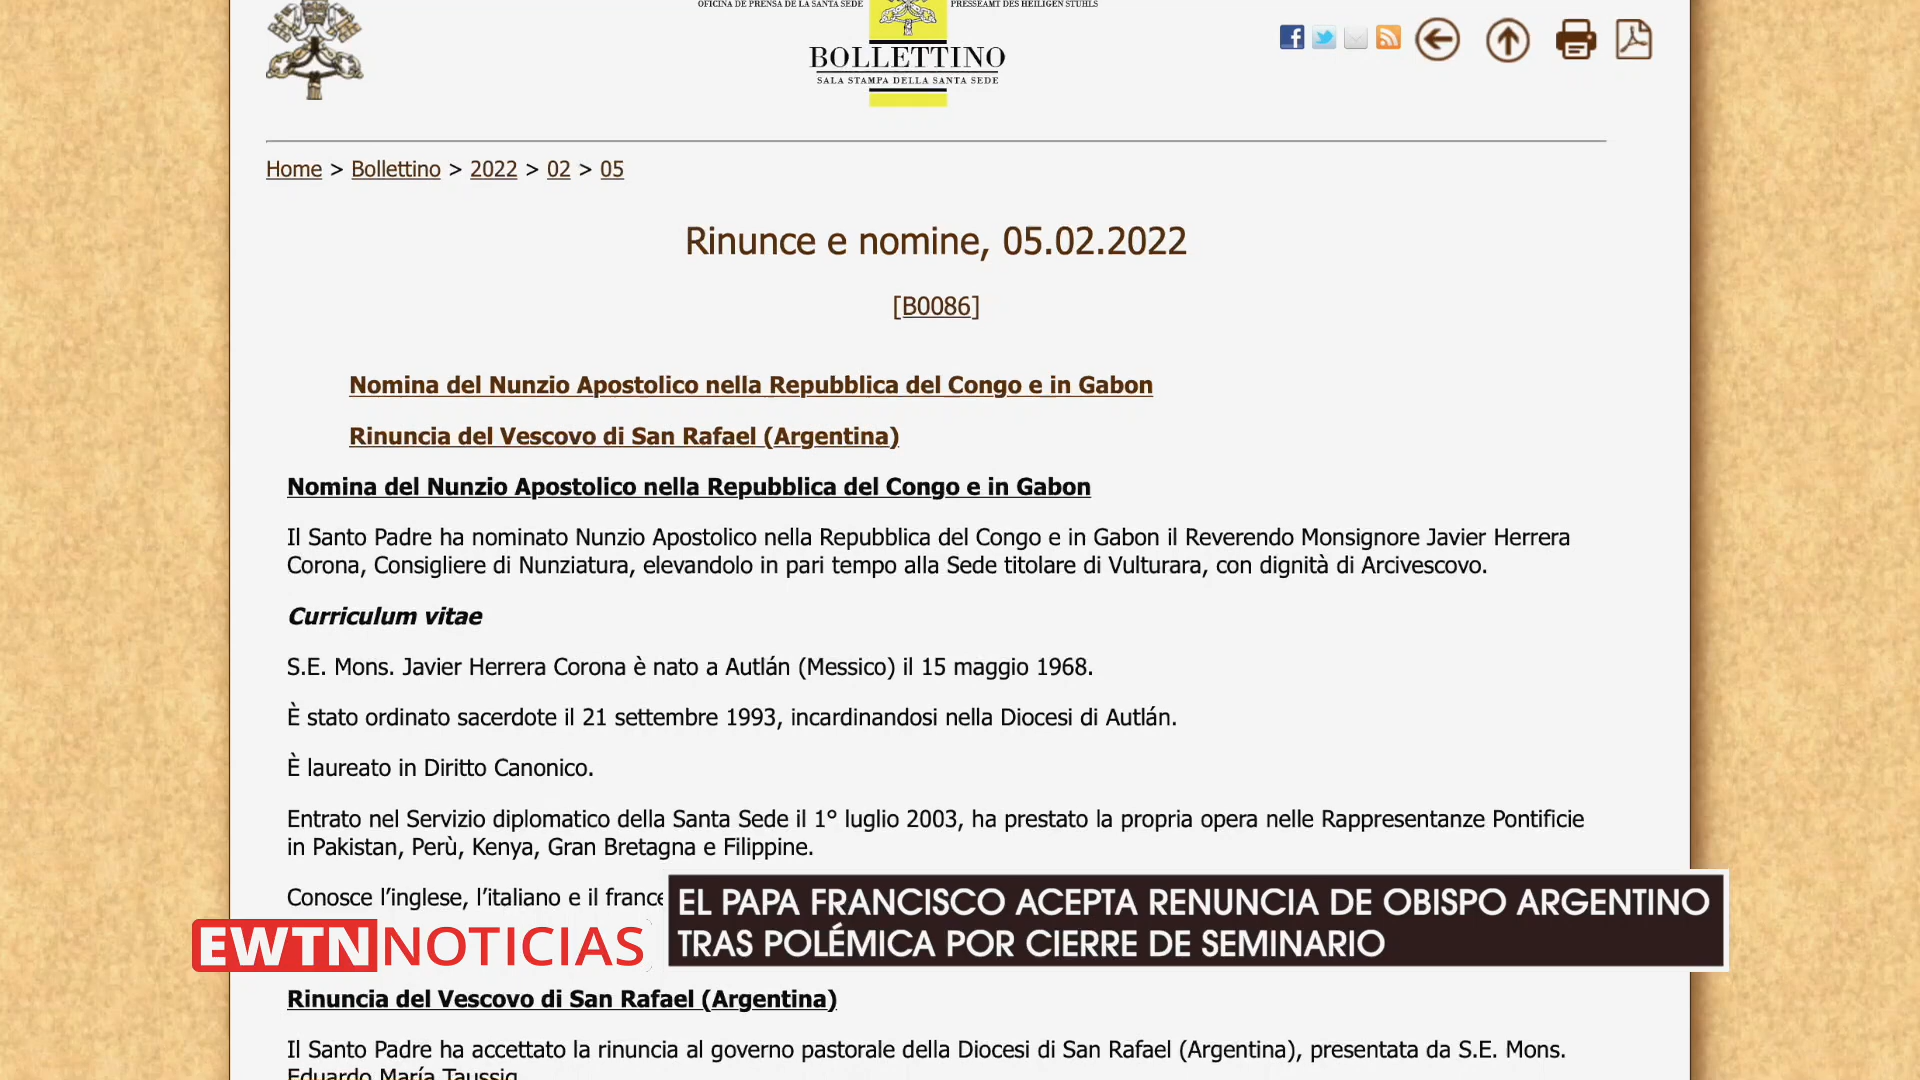 OFICINA DE PRENSA DE LA SANTA SEDE PRESSEAMT DES HEILIGEN STUHLS
BOLLETTINO
SALA STAMPA DELLA SANTA SEDE
Home > Bollettino > 2022 > 02 > 05
Rinunce e nomine, 05.02.2022
[B0086]
Nomina del Nunzio Apostolico nella Repubblica del Congo e in Gabon
Rinuncia del Vescovo di San Rafael (Argentina)
Nomina del Nunzio Apostolico nella Repubblica del Congo e in Gabon
Il Santo Padre ha nominato Nunzio Apostolico nella Repubblica del Congo e in Gabon il Reverendo Monsignore Javier Herrera
Corona, Consigliere di Nunziatura, elevandolo in pari tempo alla Sede titolare di Vulturara, con dignità di Arcivescovo.
Curriculum vitae
S.E. Mons. Javier Herrera Corona è nato a Autlán (Messico) il 15 maggio 1968.
È stato ordinato sacerdote il 21 settembre 1993, incardinandosi nella Diocesi di Autlán.
È laureato in Diritto Canonico.
Entrato nel Servizio diplomatico della Santa Sede il 1° luglio 2003, ha prestato la propria opera nelle Rappresentanze Pontificie
in Pakistan, Perù, Kenya, Gran Bretagna e Filippine.
Conosce l'inglese, l'italiano e il france
EL PAPA FRANCISCO ACEPTA RENUNCIA DE OBISPO ARGENTINO
TRAS POLÉMICA POR CIERRE DE SEMINARIO
EWTN NOTICIAS
Rinuncia del Vescovo di San Rafael (Argentina)
Il Santo Padre ha accettato la rinuncia al governo pastorale della Diocesi di San Rafael (Argentina), presentata da S.E. Mons.
Eduardo María Taussig